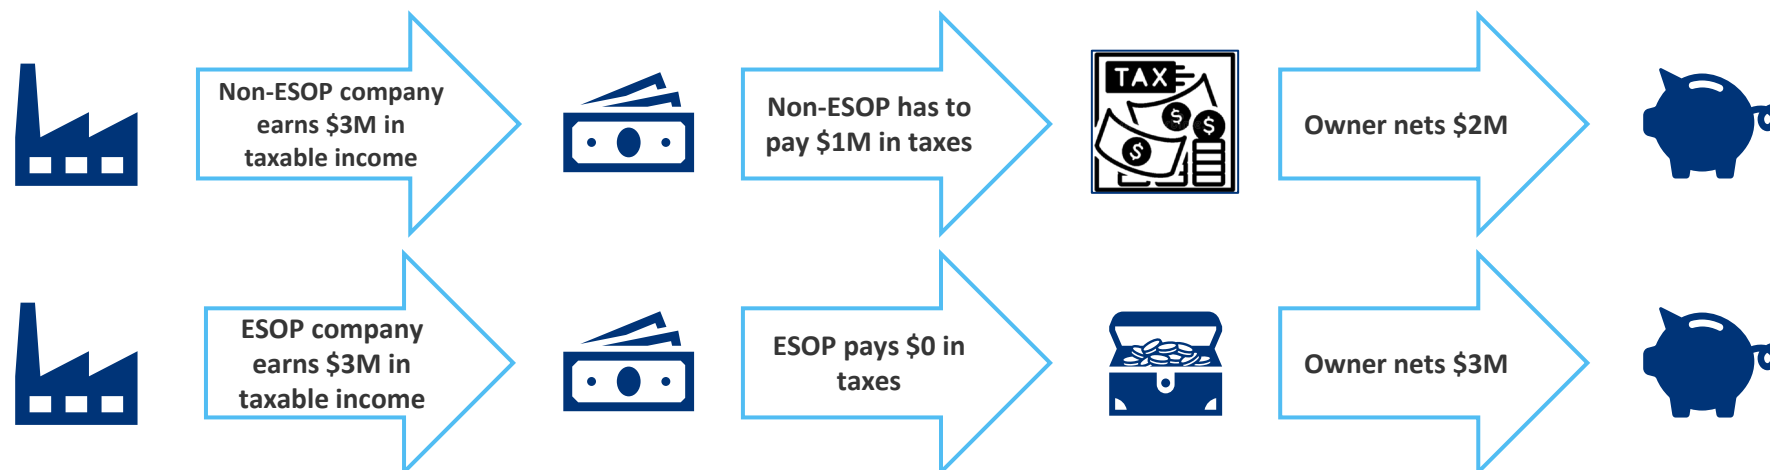 Non-ESOP company
earns $3M in
taxable income
Non-ESOP has to
pay $1M in taxes
TAX
$
$
$
Owner nets $2M
ESOP company
earns $3M in
taxable income
ESOP pays $0 in
taxes
Owner nets $3M